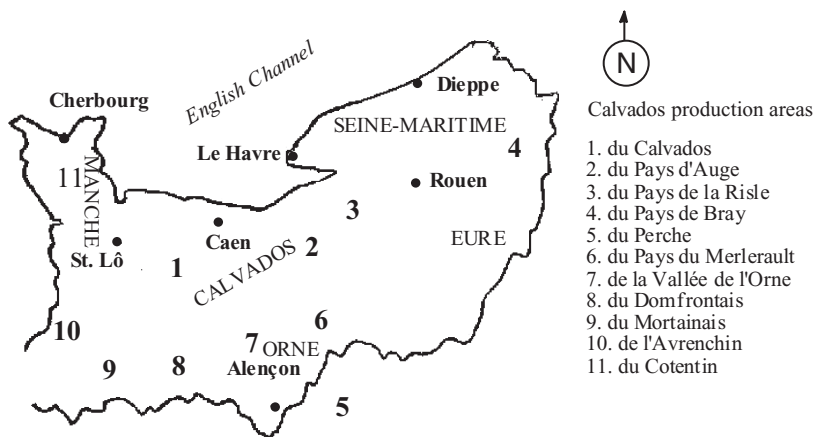 N
English Channel
Dieppe
Cherbourg
SEINE-MARITIME
4
Le Havre
11
MANCHE
Rouen
3
Caen
St. Lô
EURE
2
1
CALVADOS
10
6
7
ORNE
9
8
Alençon
5
Calvados production areas
1. du Calvados
2. du Pays d'Auge
3. du Pays de la Risle
4. du Pays de Bray
5. du Perche
6. du Pays du Merlerault
7. de la Vallée de l'Orne
8. du Domfrontais
9. du Mortainais
10. de l'Avrenchin
11. du Cotentin